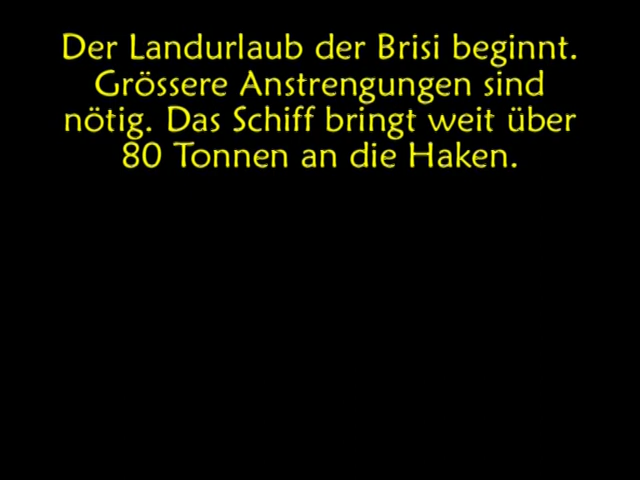 Der Landurlaub der Brisi beginnt.
Grössere Anstrengungen sind
nötig. Das Schiff bringt weit über
80 Tonnen an die Haken.